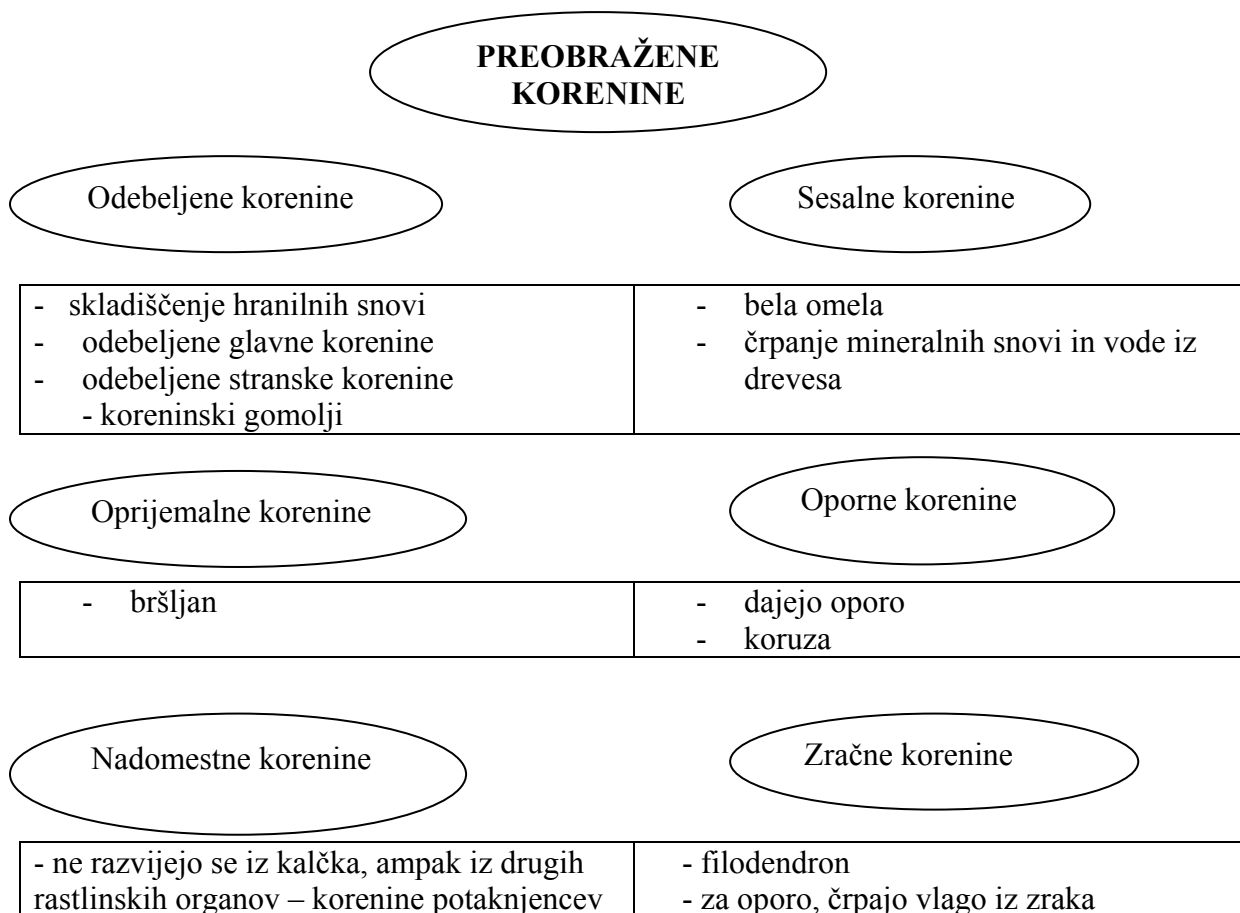 PREOBRAŽENE
KORENINE
Odebeljene korenine
Sesalne korenine
- skladiščenje hranilnih snovi
- odebeljene glavne korenine
- odebeljene stranske korenine
- koreninski gomolji
- bela omela
- črpanje mineralnih snovi in vode iz
drevesa
Oprijemalne korenine
Oporne korenine
- bršljan
- dajejo oporo
- koruza
Nadomestne korenine
Zračne korenine
- ne razvijejo se iz kalčka, ampak iz drugih
rastlinskih organov – korenine potaknjencev
- filodendron
- za oporo, črpajo vlago iz zraka